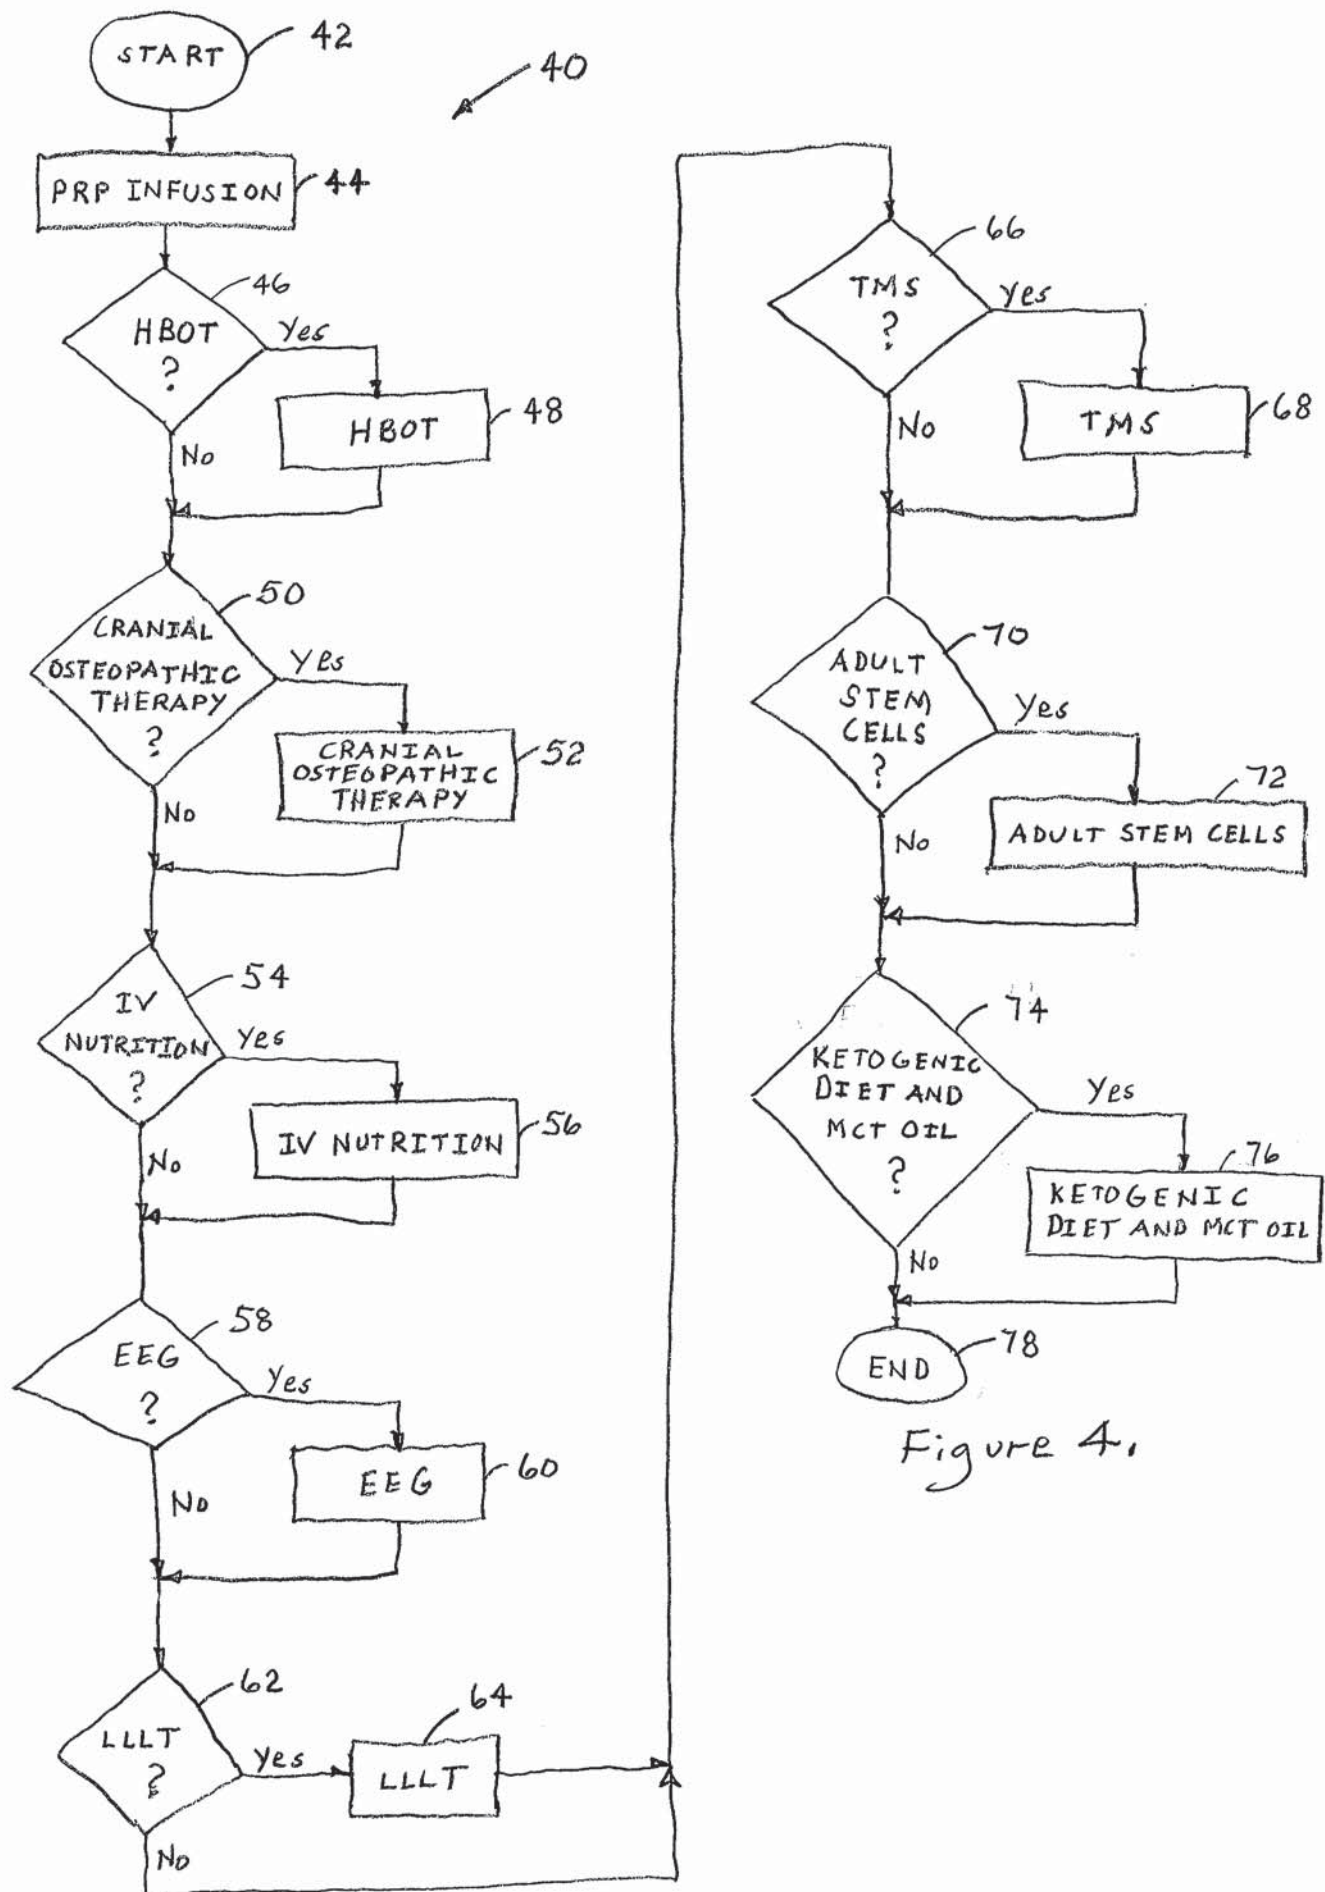 START
42
40
PRP INFUSION
44
46
HBOT
?
Yes
HBOT
48
No
50
CRANIAL
OSTEOPATHIC
THERAPY
?
Yes
CRANIAL
OSTEOPATHIC
THERAPY
52
No
54
IV
NUTRITION
?
Yes
IV NUTRITION
56
No
58
EEG
?
Yes
EEG
60
No
62
LLLT
?
Yes
64
LLLT
No
66
TMS
?
Yes
TMS
68
No
70
ADULT
STEM
CELLS
?
Yes
72
ADULT STEM CELLS
No
74
KETOGENIC
DIET AND
MCT OIL
?
Yes
76
KETOGENIC
DIET AND MCT OIL
No
END
78
Figure 4.